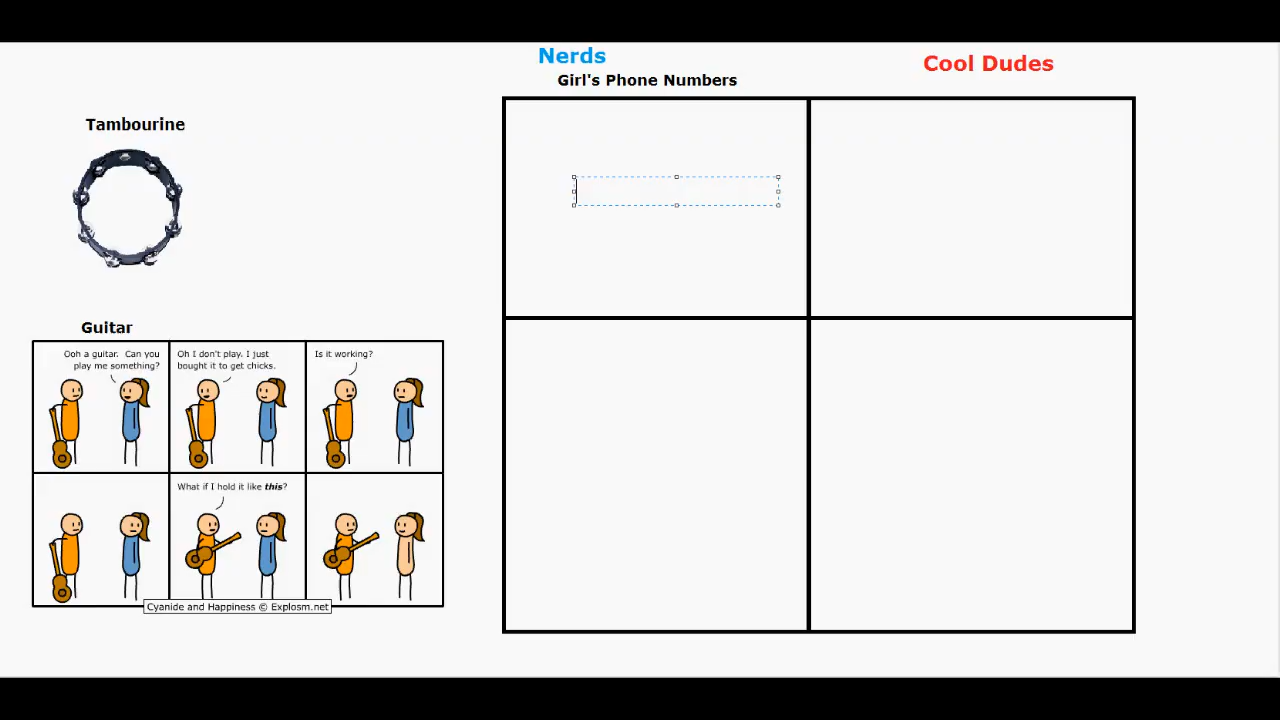 Nerds
Cool Dudes
Girl's Phone Numbers
Tambourine
Guitar
Ooh a guitar. Can you
play me something?
Oh I don't play. I just
bought it to get chicks.
Is it working?
What if I hold it like this?
Cyanide and Happiness © Explosm.net